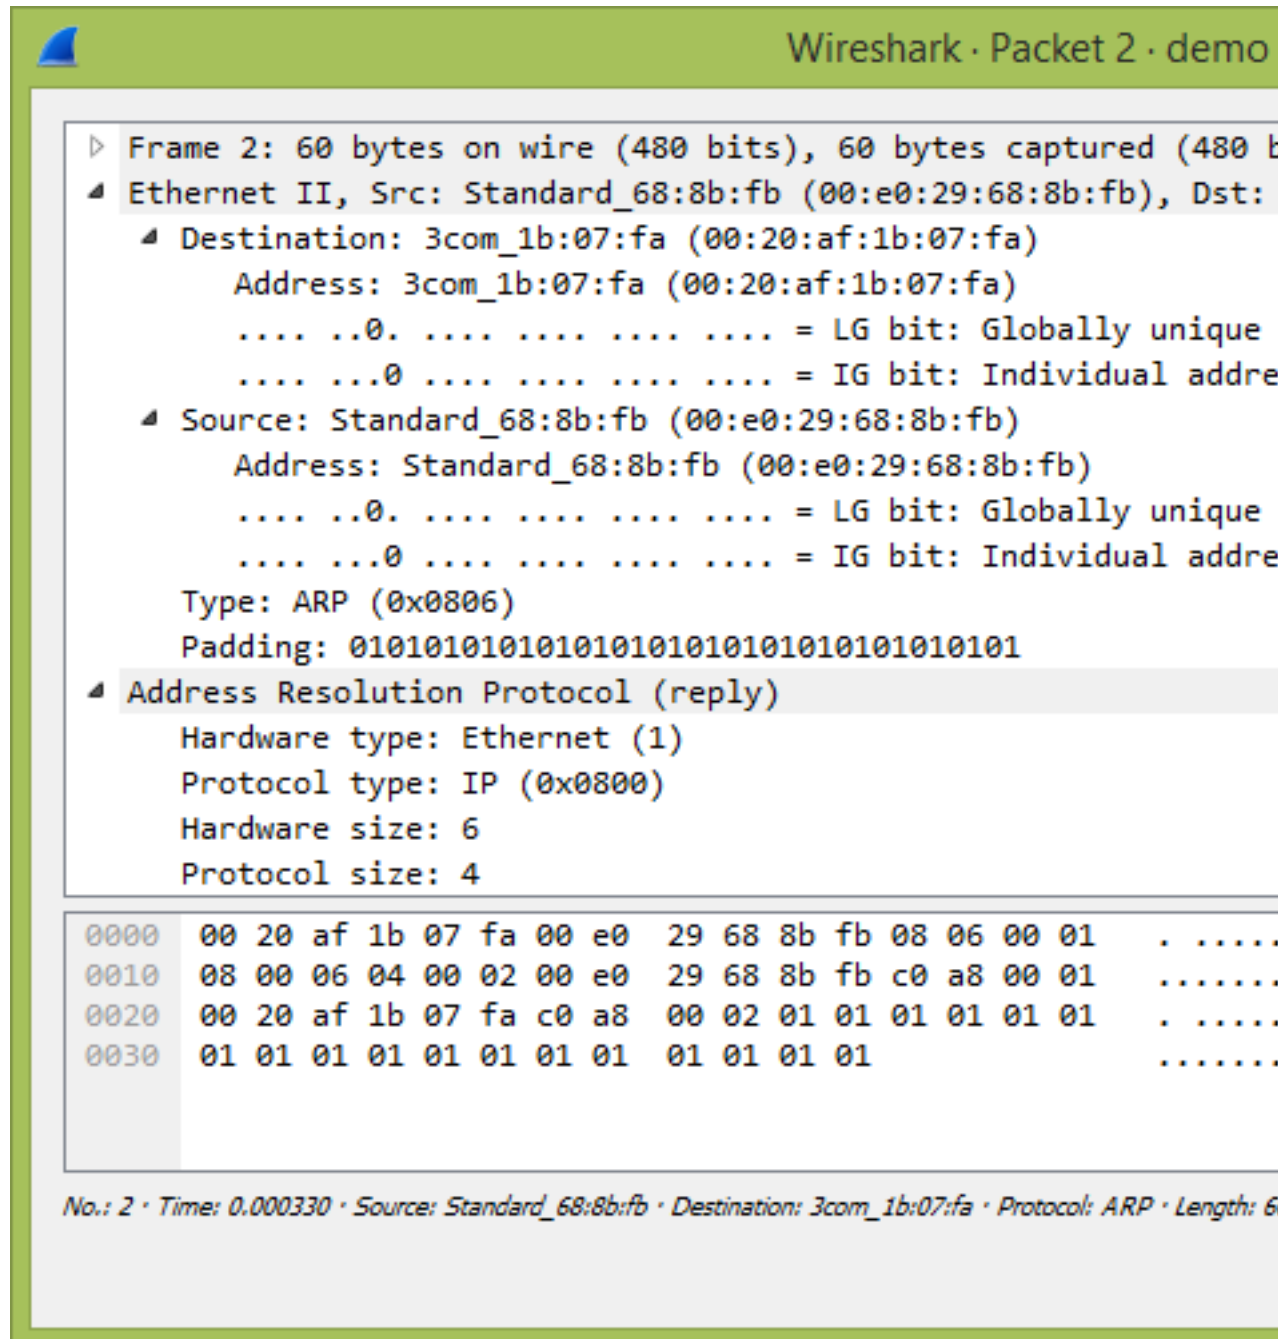 Wireshark · Packet 2 · demo
Frame 2: 60 bytes on wire (480 bits), 60 bytes captured (480 b
Ethernet II, Src: Standard_68:8b:fb (00:e0:29:68:8b:fb), Dst:
Destination: 3com_1b:07:fa (00:20:af:1b:07:fa)
Address: 3com_1b:07:fa (00:20:af:1b:07:fa)
.... ..0. .... .... .... .... = LG bit: Globally unique
.... ...0 .... .... .... .... = IG bit: Individual addre
Source: Standard_68:8b:fb (00:e0:29:68:8b:fb)
Address: Standard_68:8b:fb (00:e0:29:68:8b:fb)
.... ..0. .... .... .... .... = LG bit: Globally unique
.... ...0 .... .... .... .... = IG bit: Individual addre
Type: ARP (0x0806)
Padding: 010101010101010101010101010101010101
Address Resolution Protocol (reply)
Hardware type: Ethernet (1)
Protocol type: IP (0x0800)
Hardware size: 6
Protocol size: 4
0000 00 20 af 1b 07 fa 00 e0 29 68 8b fb 08 06 00 01 . .....
0010 08 00 06 04 00 02 00 e0 29 68 8b fb c0 a8 00 01 .......
0020 00 20 af 1b 07 fa c0 a8 00 02 01 01 01 01 01 01 . .....
0030 01 01 01 01 01 01 01 01 01 01 01 01 .......
No.: 2 · Time: 0.000330 · Source: Standard_68:8b:fb · Destination: 3com_1b:07:fa · Protocol: ARP · Length: 6